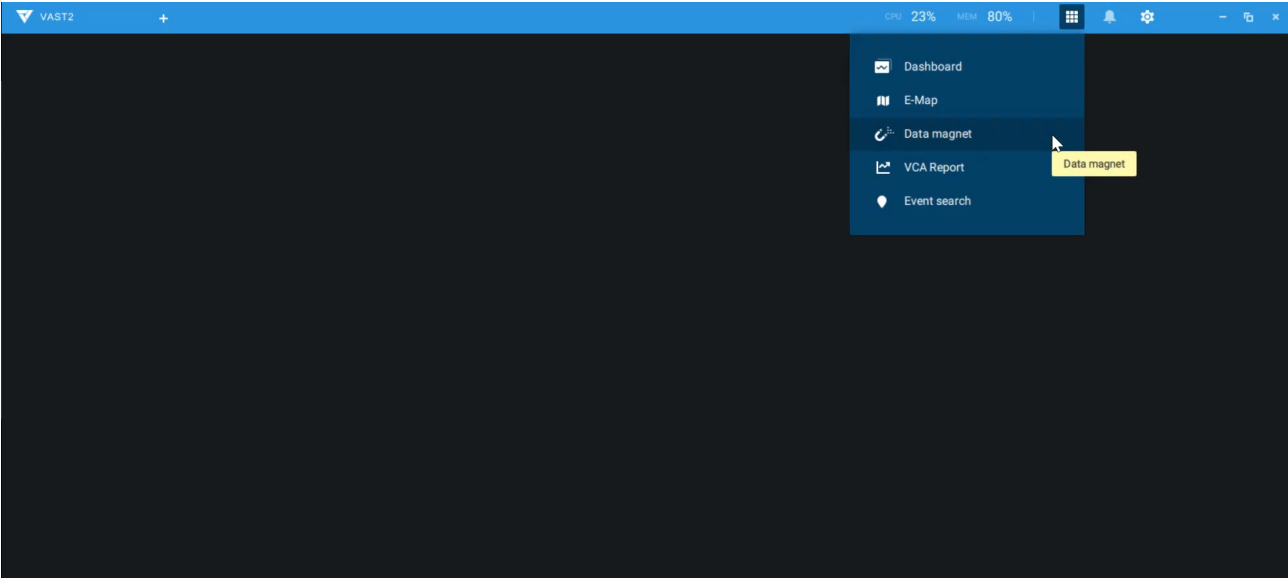 VAST2 + CPU 23% MEM 80%
Dashboard
E-Map
Data magnet
Data magnet
VCA Report
Event search